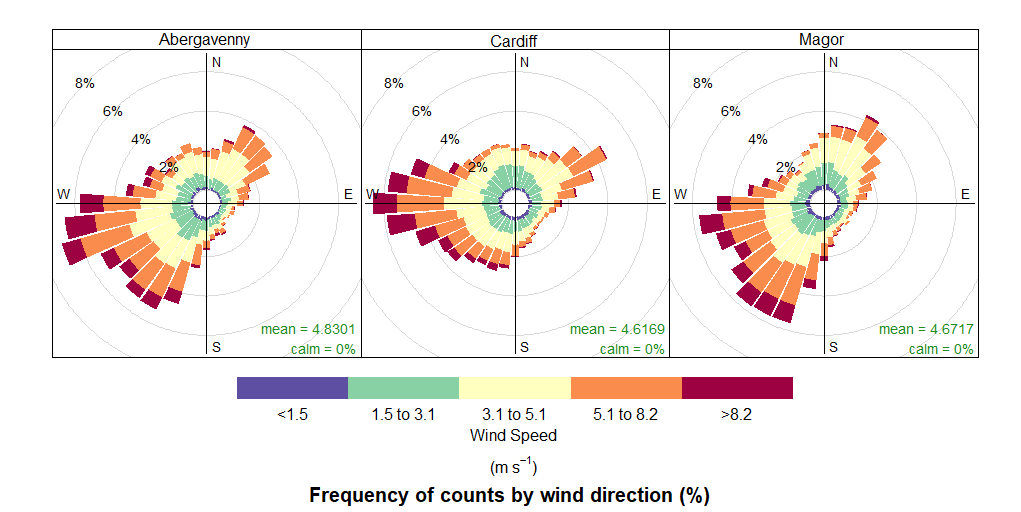 Abergavenny
Cardiff
Magor
N
8%
6%
4%
2%
W
E
S
mean = 4.8301
calm = 0%
N
8%
6%
4%
2%
W
E
S
mean = 4.6169
calm = 0%
N
8%
6%
4%
2%
W
E
S
mean = 4.6717
calm = 0%
<1.5 1.5 to 3.1 3.1 to 5.1 5.1 to 8.2 >8.2
Wind Speed
(m s⁻¹)
Frequency of counts by wind direction (%)